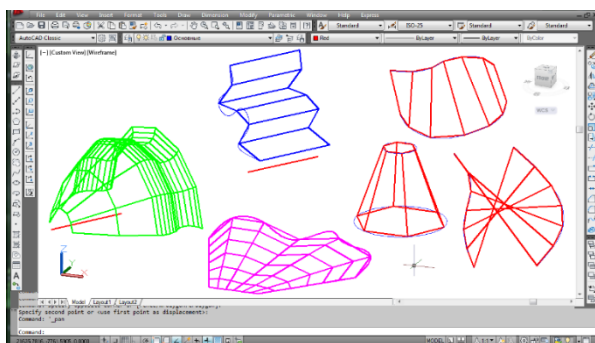 File Edit View Insert Format Tools Draw Dimension Modify Parametric Window Help Express
Standard ISO-25 Standard Standard
AutoCAD Classic Основные Red ByLayer ByLayer ByColor
[−] [Custom View] [Wireframe]
WCS
Z
Y
X
Model Layout1 Layout2
Specify second point or <use first point as displacement>:
Command: '_pan
Command:
MODEL